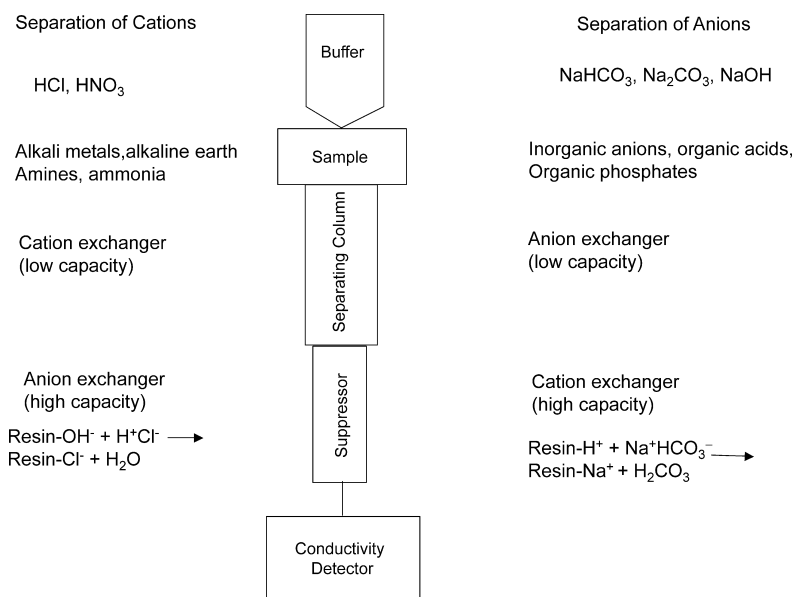 Separation of Cations
Buffer
Separation of Anions
HCl, HNO₃
NaHCO₃, Na₂CO₃, NaOH
Alkali metals,alkaline earth
Amines, ammonia
Sample
Inorganic anions, organic acids,
Organic phosphates
Cation exchanger
(low capacity)
Separating Column
Anion exchanger
(low capacity)
Anion exchanger
(high capacity)
Resin-OH⁻ + H⁺Cl⁻ →
Resin-Cl⁻ + H₂O
Suppressor
Cation exchanger
(high capacity)
Resin-H⁺ + Na⁺HCO₃⁻ →
Resin-Na⁺ + H₂CO₃
Conductivity
Detector